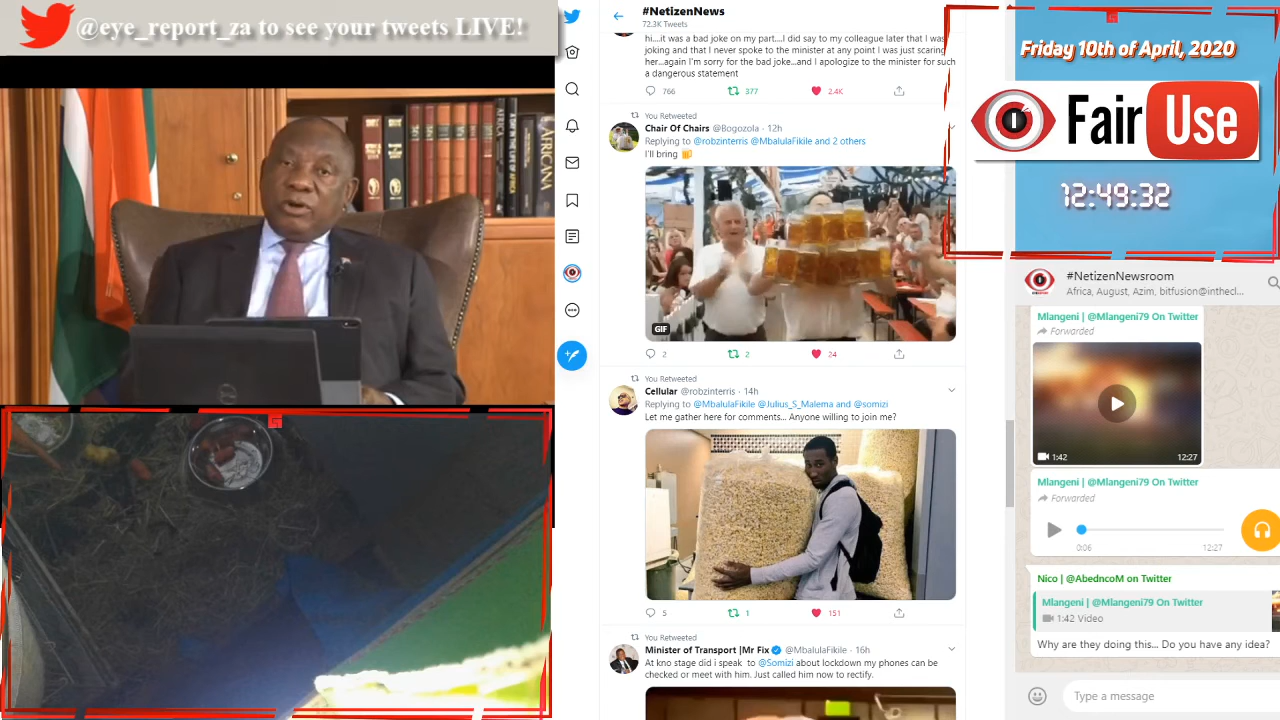 @eye_report_za to see your tweets LIVE!
AFRICANA
#NetizenNews
72.3K Tweets
hi....it was a bad joke on my part....I did say to my colleague later that I was
joking and that I never spoke to the minister at any point I was just scaring
her...again I'm sorry for the bad joke...and I apologize to the minister for such
a dangerous statement
766 377 2.4K
You Retweeted
Chair Of Chairs @Bogozola · 12h
Replying to @robzinterris @MbalulaFikile and 2 others
I'll bring
GIF
2 2 24
You Retweeted
Cellular @robzinterris · 14h
Replying to @MbalulaFikile @Julius_S_Malema and @somizi
Let me gather here for comments... Anyone willing to join me?
5 1 151
You Retweeted
Minister of Transport |Mr Fix @MbalulaFikile · 16h
At kno stage did i speak to @Somizi about lockdown my phones can be
checked or meet with him. Just called him now to rectify.
Friday 10th of April, 2020
Fair Use
12:49:32
#NetizenNewsroom
Africa, August, Azim, bitfusion@inthecl...
Mlangeni | @Mlangeni79 On Twitter
Forwarded
1:42 12:27
Mlangeni | @Mlangeni79 On Twitter
Forwarded
0:06 12:27
Nico | @AbedncoM on Twitter
Mlangeni | @Mlangeni79 On Twitter
1:42 Video
Why are they doing this... Do you have any idea?
Type a message